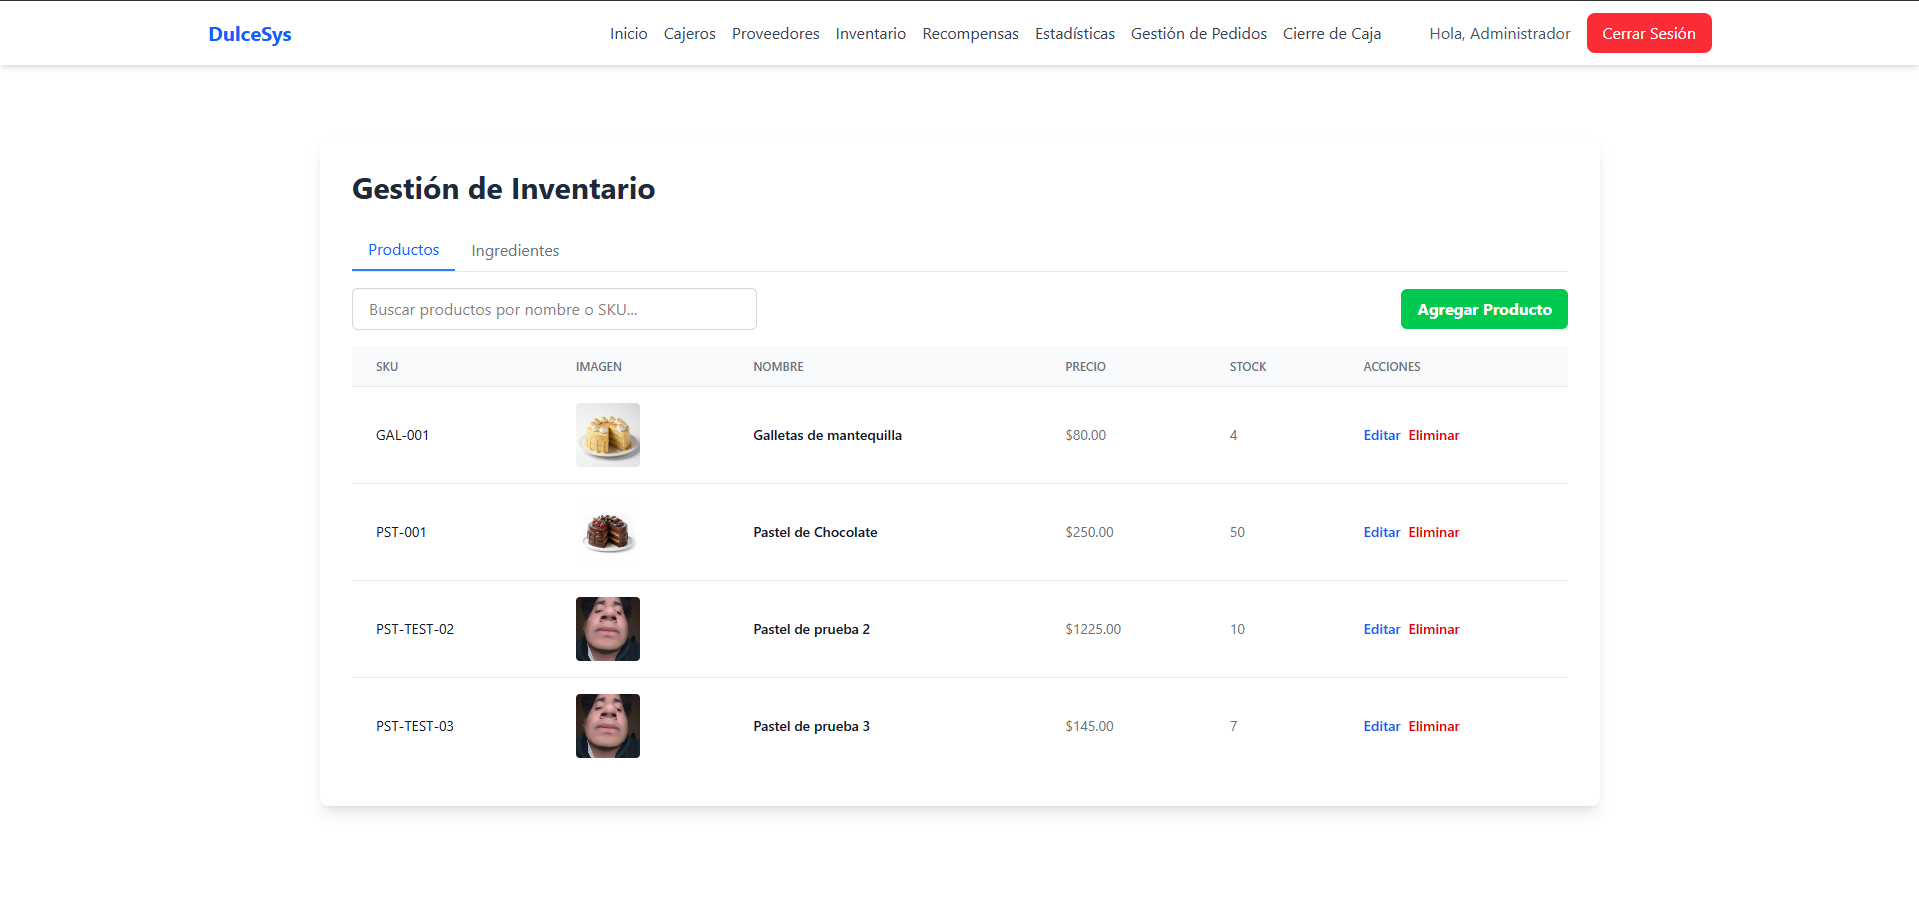 DulceSys Inicio Cajeros Proveedores Inventario Recompensas Estadísticas Gestión de Pedidos Cierre de Caja Hola, Administrador Cerrar Sesión
Gestión de Inventario
Productos Ingredientes
Buscar productos por nombre o SKU... Agregar Producto
SKU IMAGEN NOMBRE PRECIO STOCK ACCIONES
GAL-001 Galletas de mantequilla $80.00 4 Editar Eliminar
PST-001 Pastel de Chocolate $250.00 50 Editar Eliminar
PST-TEST-02 Pastel de prueba 2 $1225.00 10 Editar Eliminar
PST-TEST-03 Pastel de prueba 3 $145.00 7 Editar Eliminar